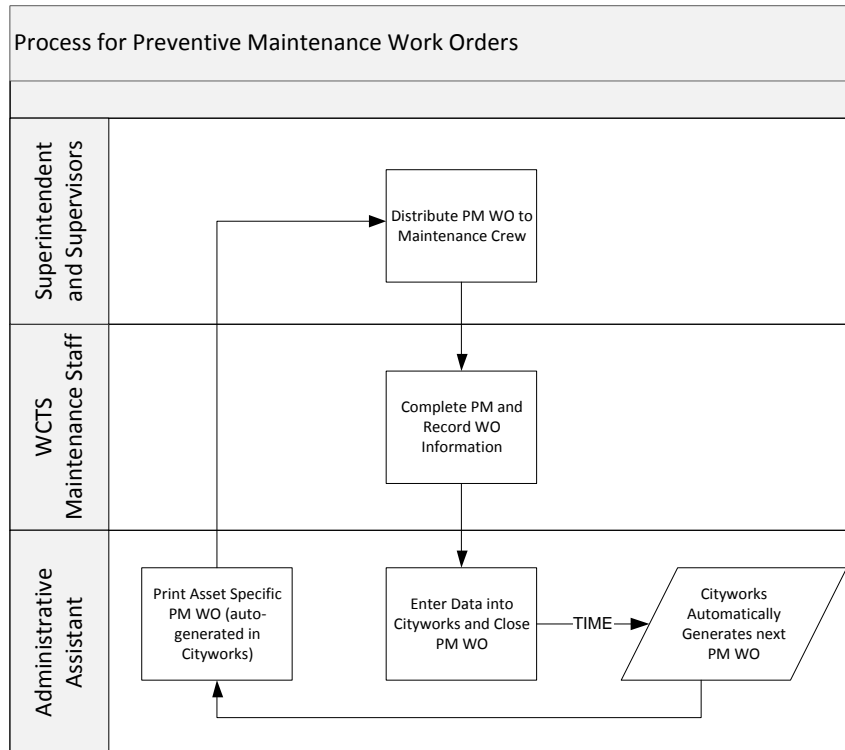 Process for Preventive Maintenance Work Orders
Superintendent
and Supervisors
Distribute PM WO to
Maintenance Crew
WCTS
Maintenance Staff
Complete PM and
Record WO
Information
Administrative
Assistant
Print Asset Specific
PM WO (auto-
generated in
Cityworks)
Enter Data into
Cityworks and Close
PM WO
TIME
Cityworks
Automatically
Generates next
PM WO